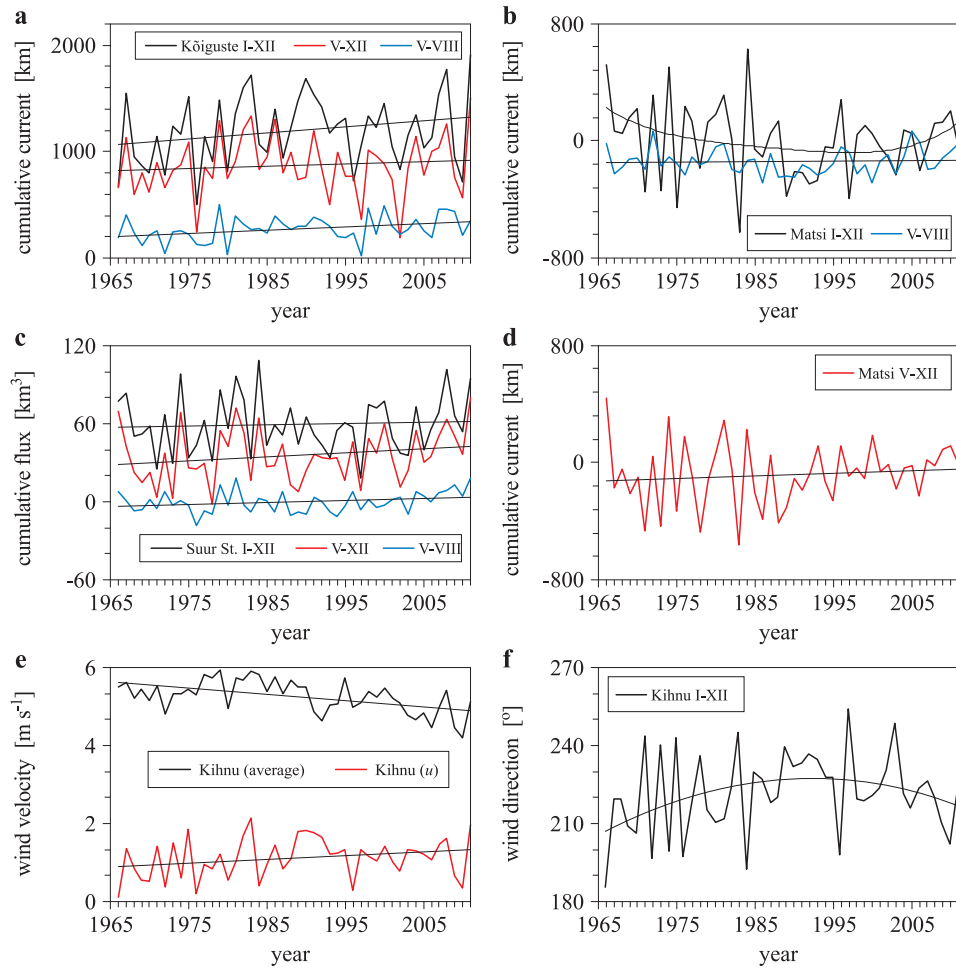 a
cumulative current [km]
2000
1000
0
Kõiguste I-XII V-XII V-VIII
1965 1975 1985 1995 2005
year
b
cumulative current [km]
800
-0
-800
Matsi I-XII V-VIII
1965 1975 1985 1995 2005
year
c
cumulative flux [km³]
120
60
0
-60
Suur St. I-XII V-XII V-VIII
1965 1975 1985 1995 2005
year
d
cumulative current [km]
800
-0
-800
Matsi V-XII
1965 1975 1985 1995 2005
year
e
wind velocity [m s⁻¹]
6
4
2
0
Kihnu (average) Kihnu (u)
1965 1975 1985 1995 2005
year
f
wind direction [º]
270
240
210
180
Kihnu I-XII
1965 1975 1985 1995 2005
year